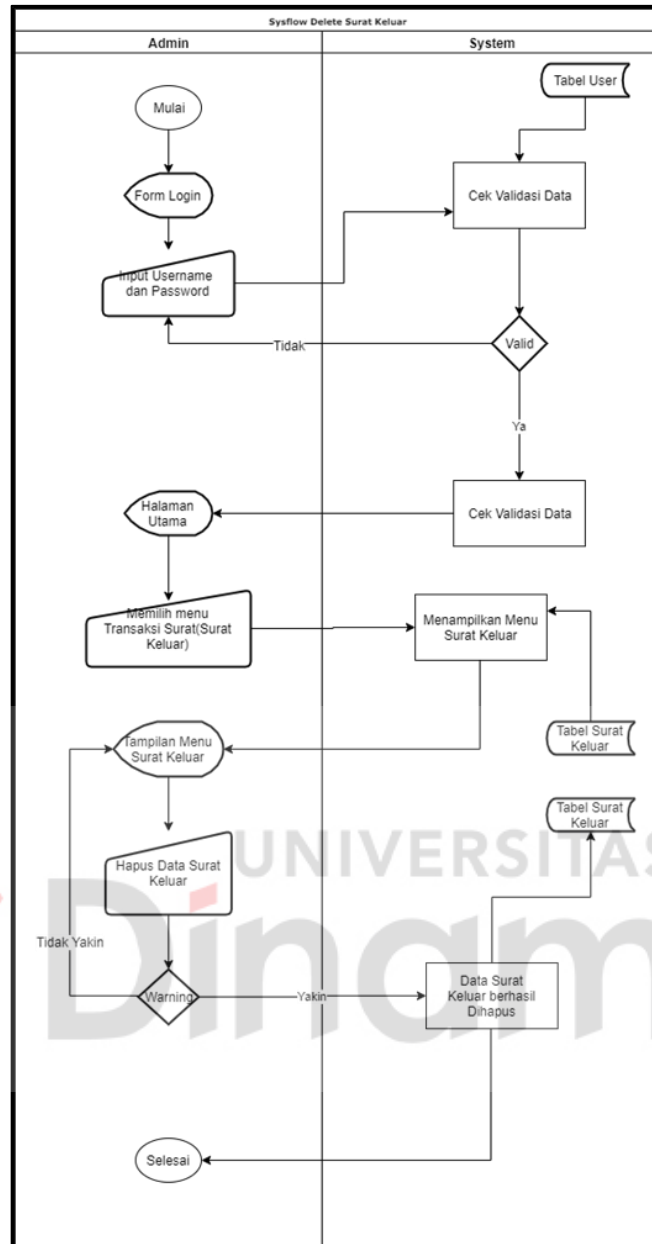 Sysflow Delete Surat Keluar
Admin
System
Tabel User
Mulai
Form Login
Cek Validasi Data
Input Username
dan Password
Tidak
Valid
Ya
Halaman
Utama
Cek Validasi Data
Memilih menu
Transaksi Surat(Surat
Keluar)
Menampilkan Menu
Surat Keluar
Tampilan Menu
Surat Keluar
Tabel Surat
Keluar
Tabel Surat
Keluar
UNIVERSITAS
Hapus Data Surat
Keluar
Dinam
Tidak Yakin
Warning
Yakin
Data Surat
Keluar berhasil
Dihapus
Selesai